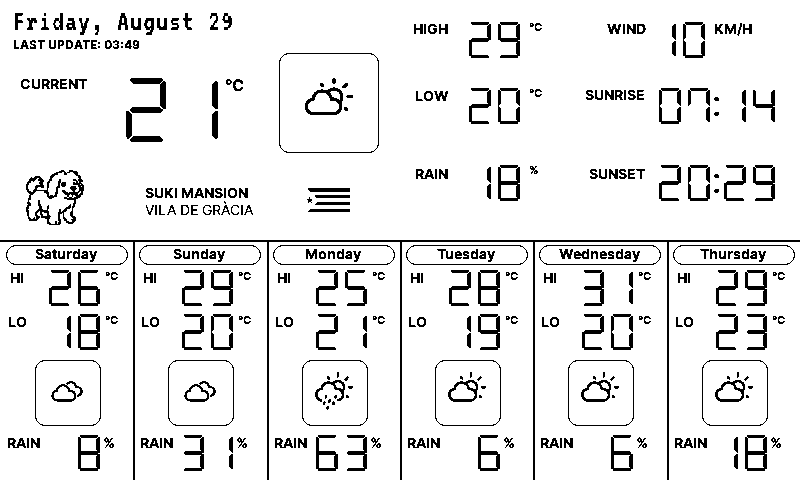 Friday, August 29
LAST UPDATE: 03:49
CURRENT 21 °C
HIGH 29 °C
LOW 20 °C
RAIN 18 %
WIND 10 KM/H
SUNRISE 07:14
SUNSET 20:29
SUKI MANSION
VILA DE GRÀCIA
Saturday
HI 26 °C
LO 18 °C
RAIN 8 %
Sunday
HI 29 °C
LO 20 °C
RAIN 31 %
Monday
HI 25 °C
LO 21 °C
RAIN 63 %
Tuesday
HI 28 °C
LO 19 °C
RAIN 6 %
Wednesday
HI 31 °C
LO 20 °C
RAIN 6 %
Thursday
HI 29 °C
LO 23 °C
RAIN 18 %